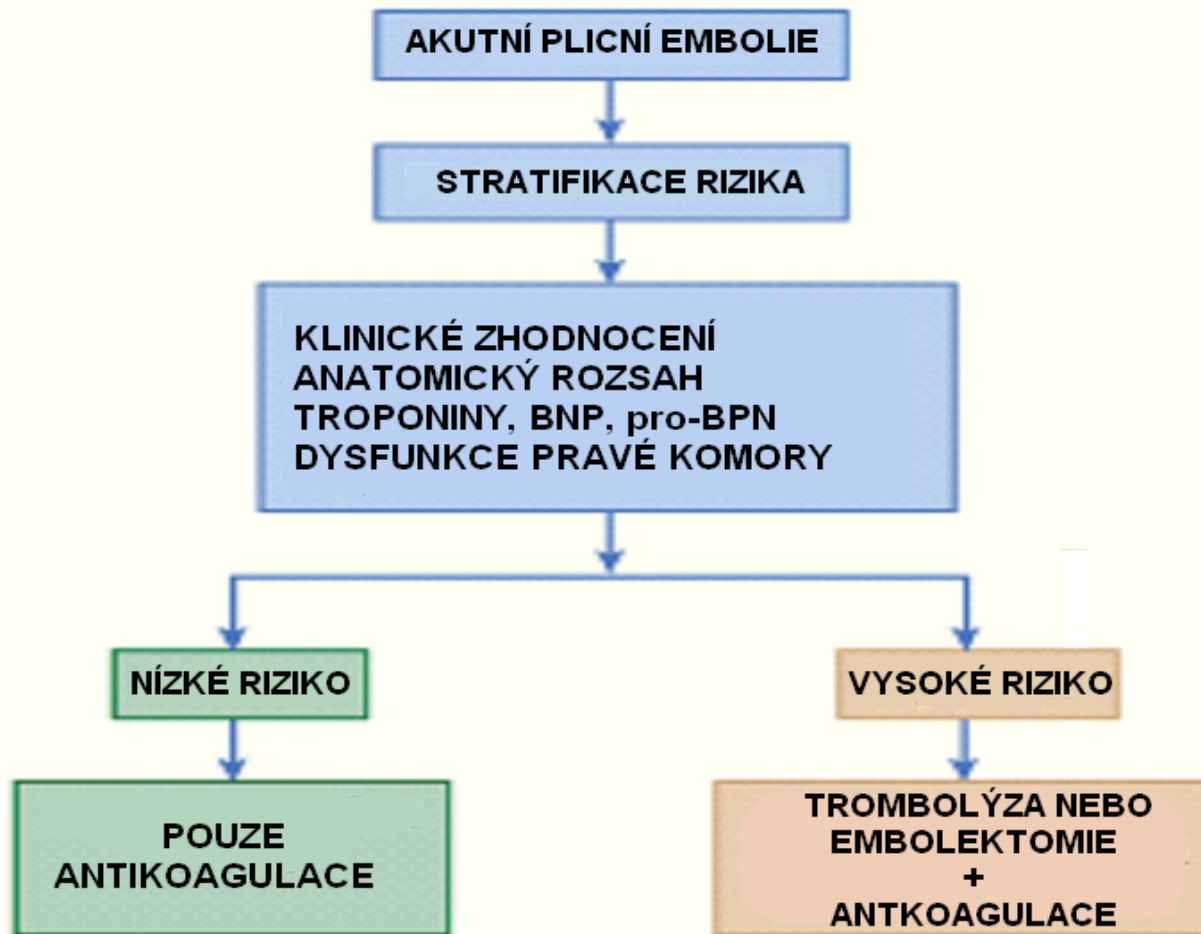 AKUTNÍ PLICNÍ EMBOLIE
STRATIFIKACE RIZIKA
KLINICKÉ ZHODNOCENÍ
ANATOMICKÝ ROZSAH
TROPONINY, BNP, pro-BPN
DYSFUNKCE PRAVÉ KOMORY
NÍZKÉ RIZIKO
VYSOKÉ RIZIKO
POUZE
ANTIKOAGULACE
TROMBOLÝZA NEBO
EMBOLEKTOMIE
+
ANTKOAGULACE